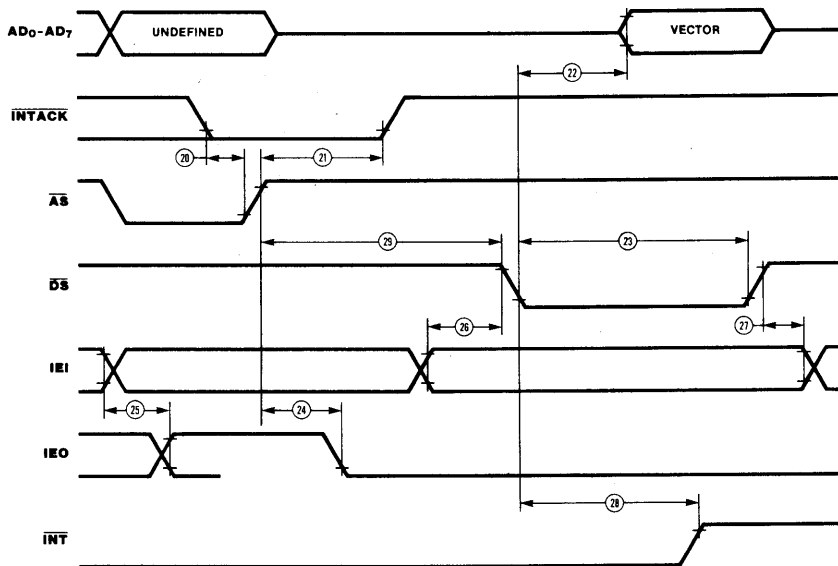 AD₀-AD₇ UNDEFINED VECTOR
22
INTACK
20 21
AS
29 23
DS
26 27
IEI
25 24
IEO
28
INT